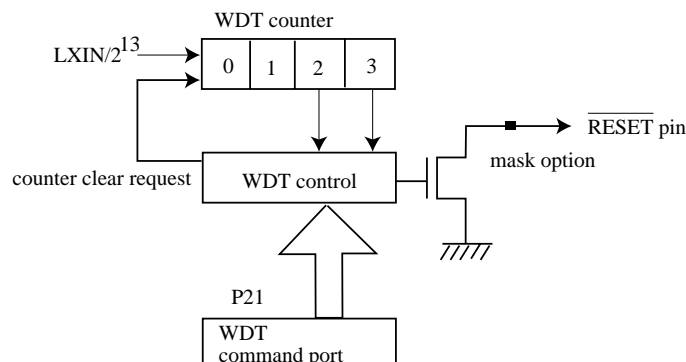 WDT counter
LXIN/2^13
0 1 2 3
RESET pin
mask option
WDT control
counter clear request
P21
WDT
command port